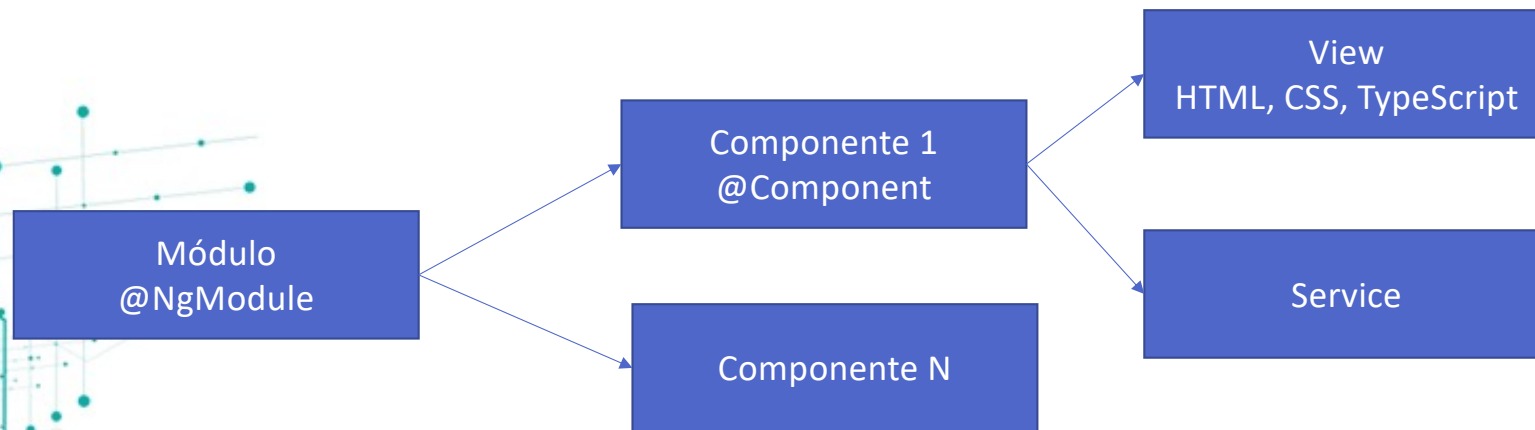 Módulo
@NgModule
Componente 1
@Component
Componente N
View
HTML, CSS, TypeScript
Service